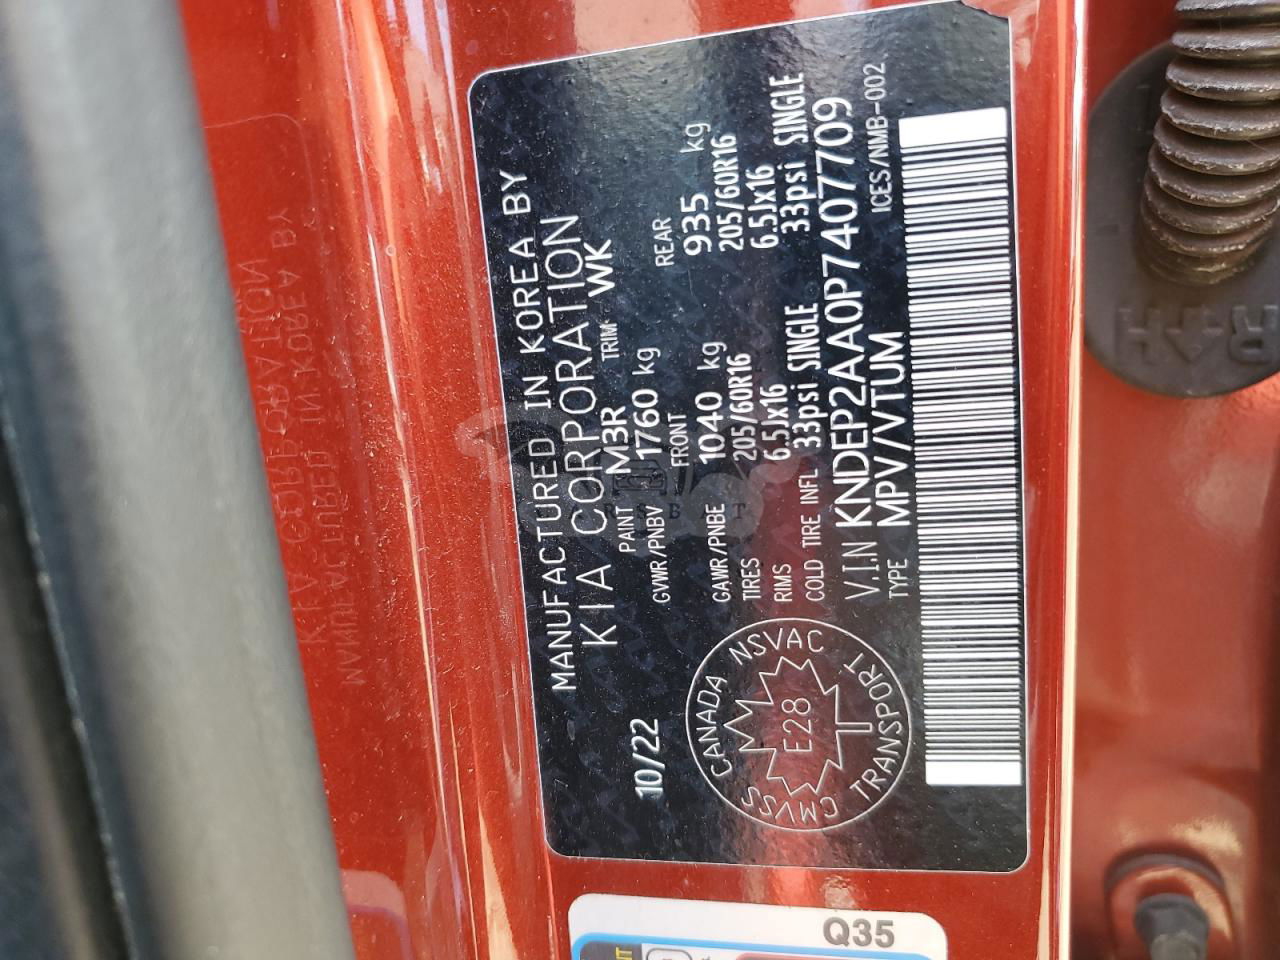 MANUFACTURED IN KOREA BY
KIA CORPORATION
10/22
PAINT M3R TRIM WK
GVWR/PNBV 1760 kg
FRONT REAR
GAWR/PNBE 1040 kg 935 kg
TIRES 205/60R16 205/60R16
RIMS 6.5Jx16 6.5Jx16
COLD TIRE INFL 33psi SINGLE 33psi SINGLE
V.I.N KNDEP2AA0P7407709
TYPE MPV/VTUM ICES/NMB-002
CANADA NSVAC
E28
CMVSS TRANSPORT
Q35